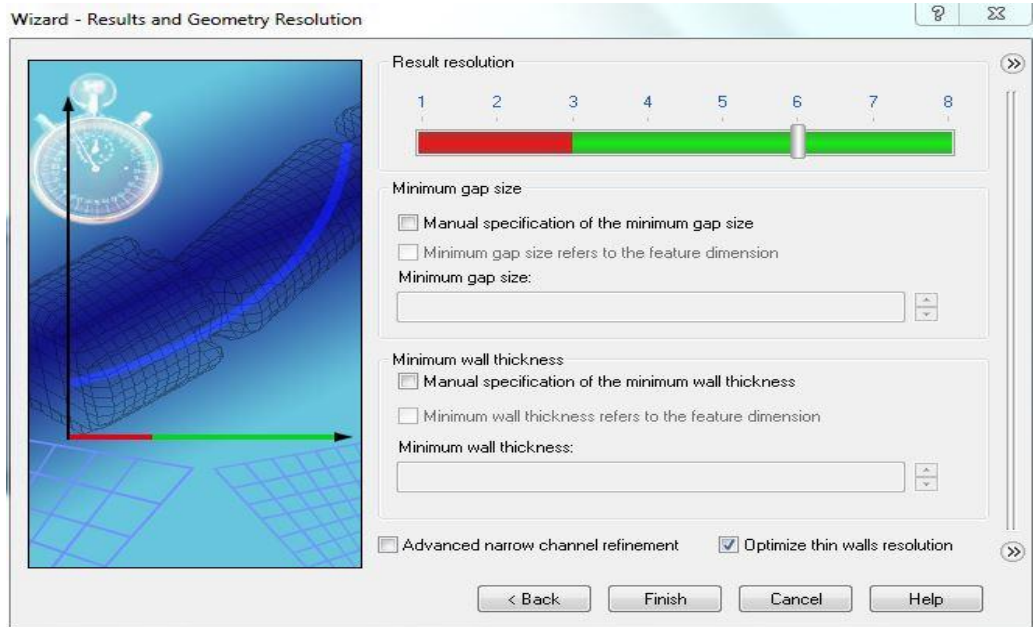 Wizard - Results and Geometry Resolution
Result resolution
1 2 3 4 5 6 7 8
Minimum gap size
Manual specification of the minimum gap size
Minimum gap size refers to the feature dimension
Minimum gap size:
Minimum wall thickness
Manual specification of the minimum wall thickness
Minimum wall thickness refers to the feature dimension
Minimum wall thickness:
Advanced narrow channel refinement Optimize thin walls resolution
< Back Finish Cancel Help